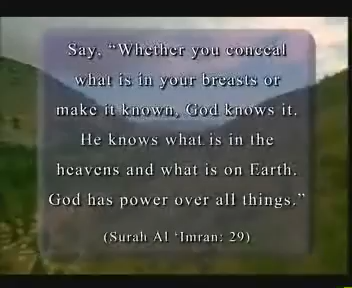 Say, “Whether you conceal
what is in your breasts or
make it known, God knows it.
He knows what is in the
heavens and what is on Earth.
God has power over all things.”
(Surah Al ‘Imran: 29)